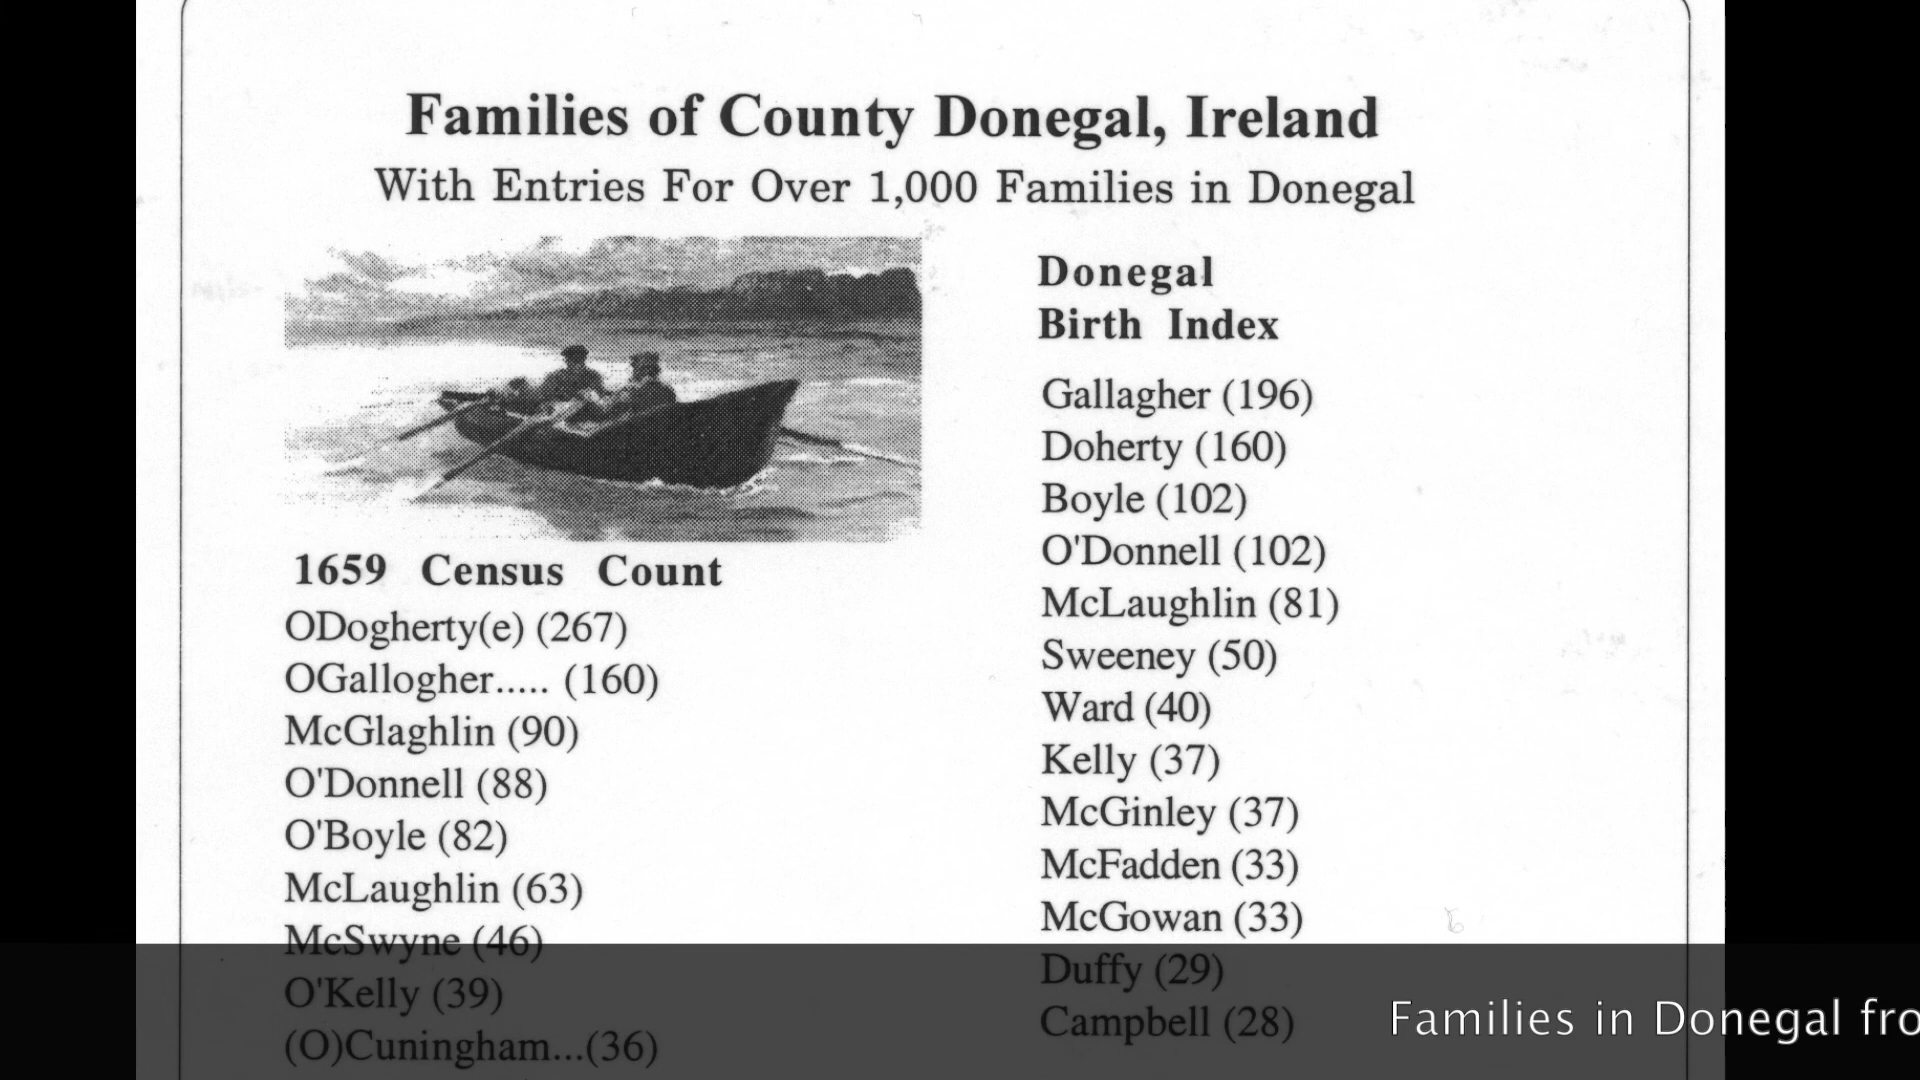 Families of County Donegal, Ireland
With Entries For Over 1,000 Families in Donegal
1659 Census Count
ODogherty(e) (267)
OGallogher..... (160)
McGlaghlin (90)
O'Donnell (88)
O'Boyle (82)
McLaughlin (63)
McSwyne (46)
O'Kelly (39)
(O)Cuningham...(36)
Donegal
Birth Index
Gallagher (196)
Doherty (160)
Boyle (102)
O'Donnell (102)
McLaughlin (81)
Sweeney (50)
Ward (40)
Kelly (37)
McGinley (37)
McFadden (33)
McGowan (33)
Duffy (29)
Campbell (28)
Families in Donegal fro